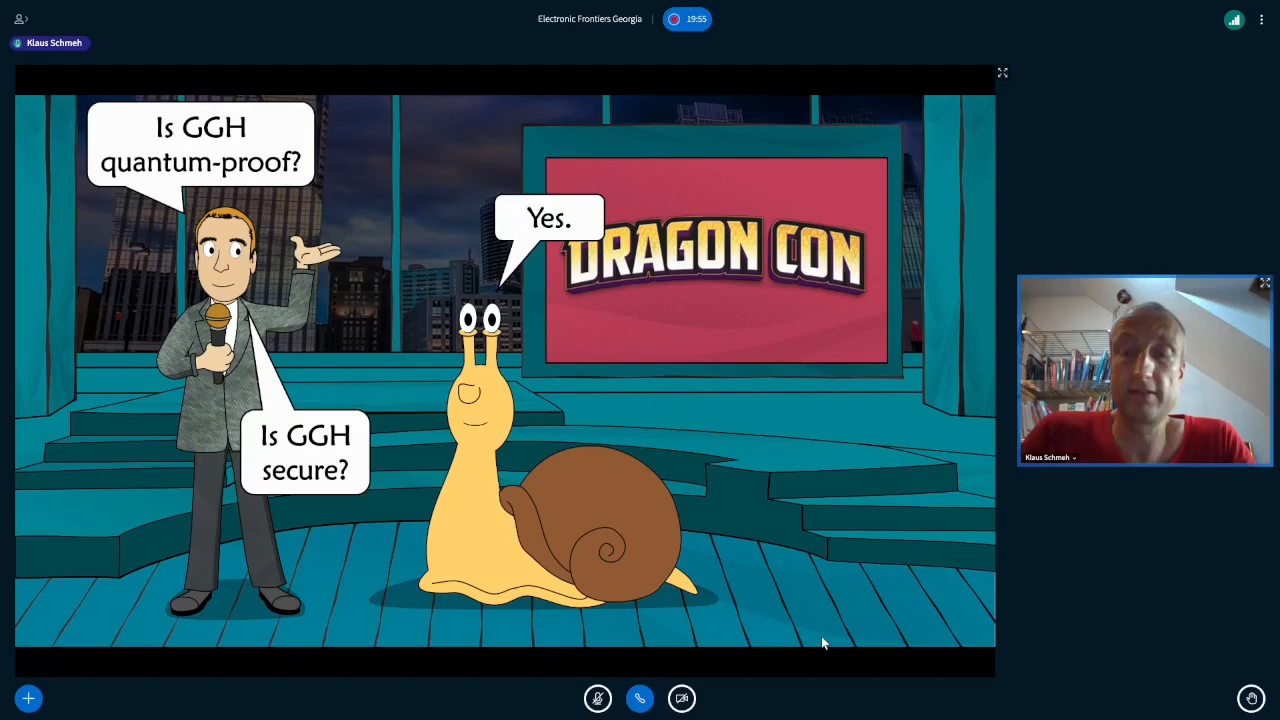 Electronic Frontiers Georgia
19:55
Klaus Schmeh
Is GGH
quantum-proof?
Yes.
DRAGON CON
Is GGH
secure?
Klaus Schmeh